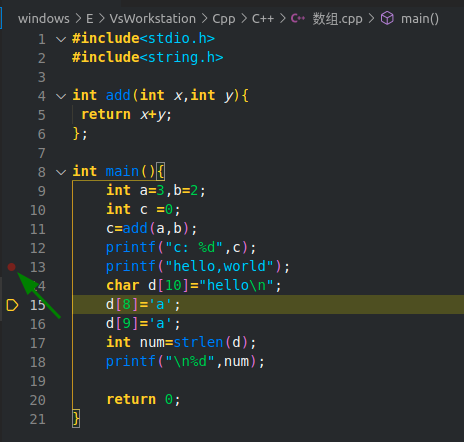 windows > E > VsWorkstation > Cpp > C++ > 数组.cpp > main()
1 #include<stdio.h>
2 #include<string.h>
3
4 int add(int x,int y){
5 return x+y;
6 };
7
8 int main(){
9 int a=3,b=2;
10 int c =0;
11 c=add(a,b);
12 printf("c: %d",c);
13 printf("hello,world");
14 char d[10]="hello\n";
15 d[8]='a';
16 d[9]='a';
17 int num=strlen(d);
18 printf("\n%d",num);
19
20 return 0;
21 }